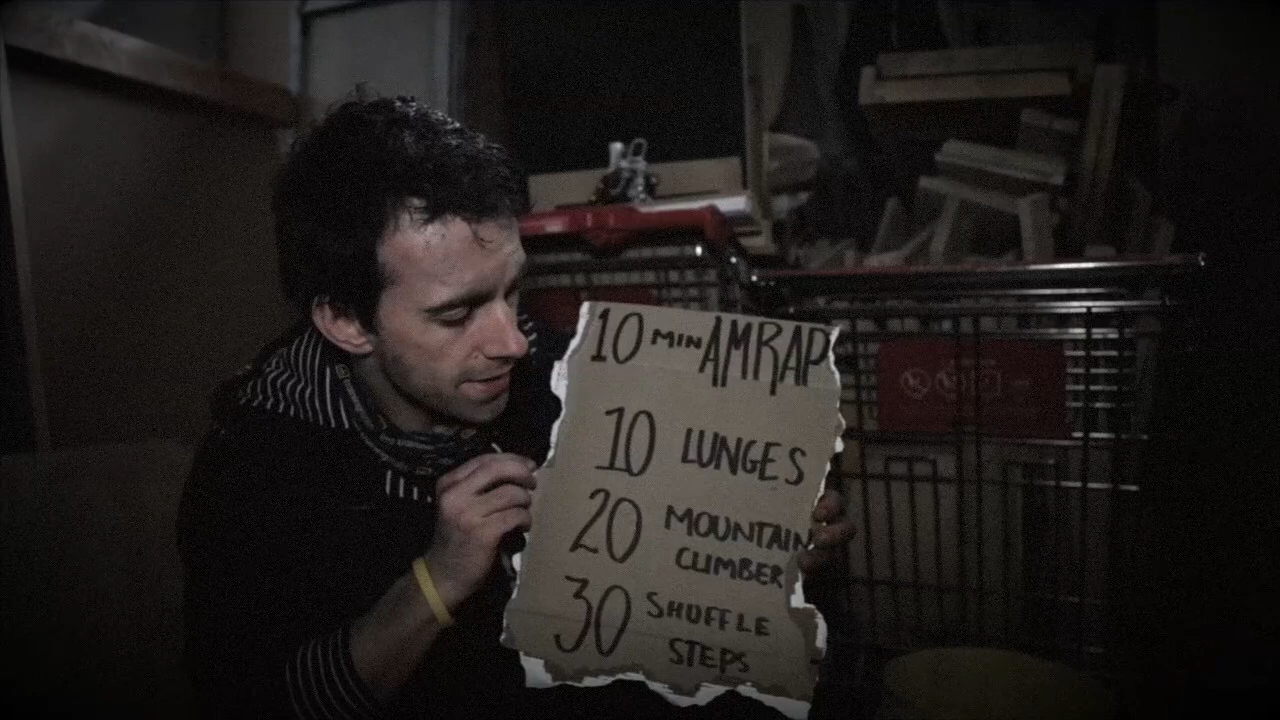 10 MIN AMRAP
10 LUNGES
20 MOUNTAIN
CLIMBER
30 SHUFFLE
STEPS